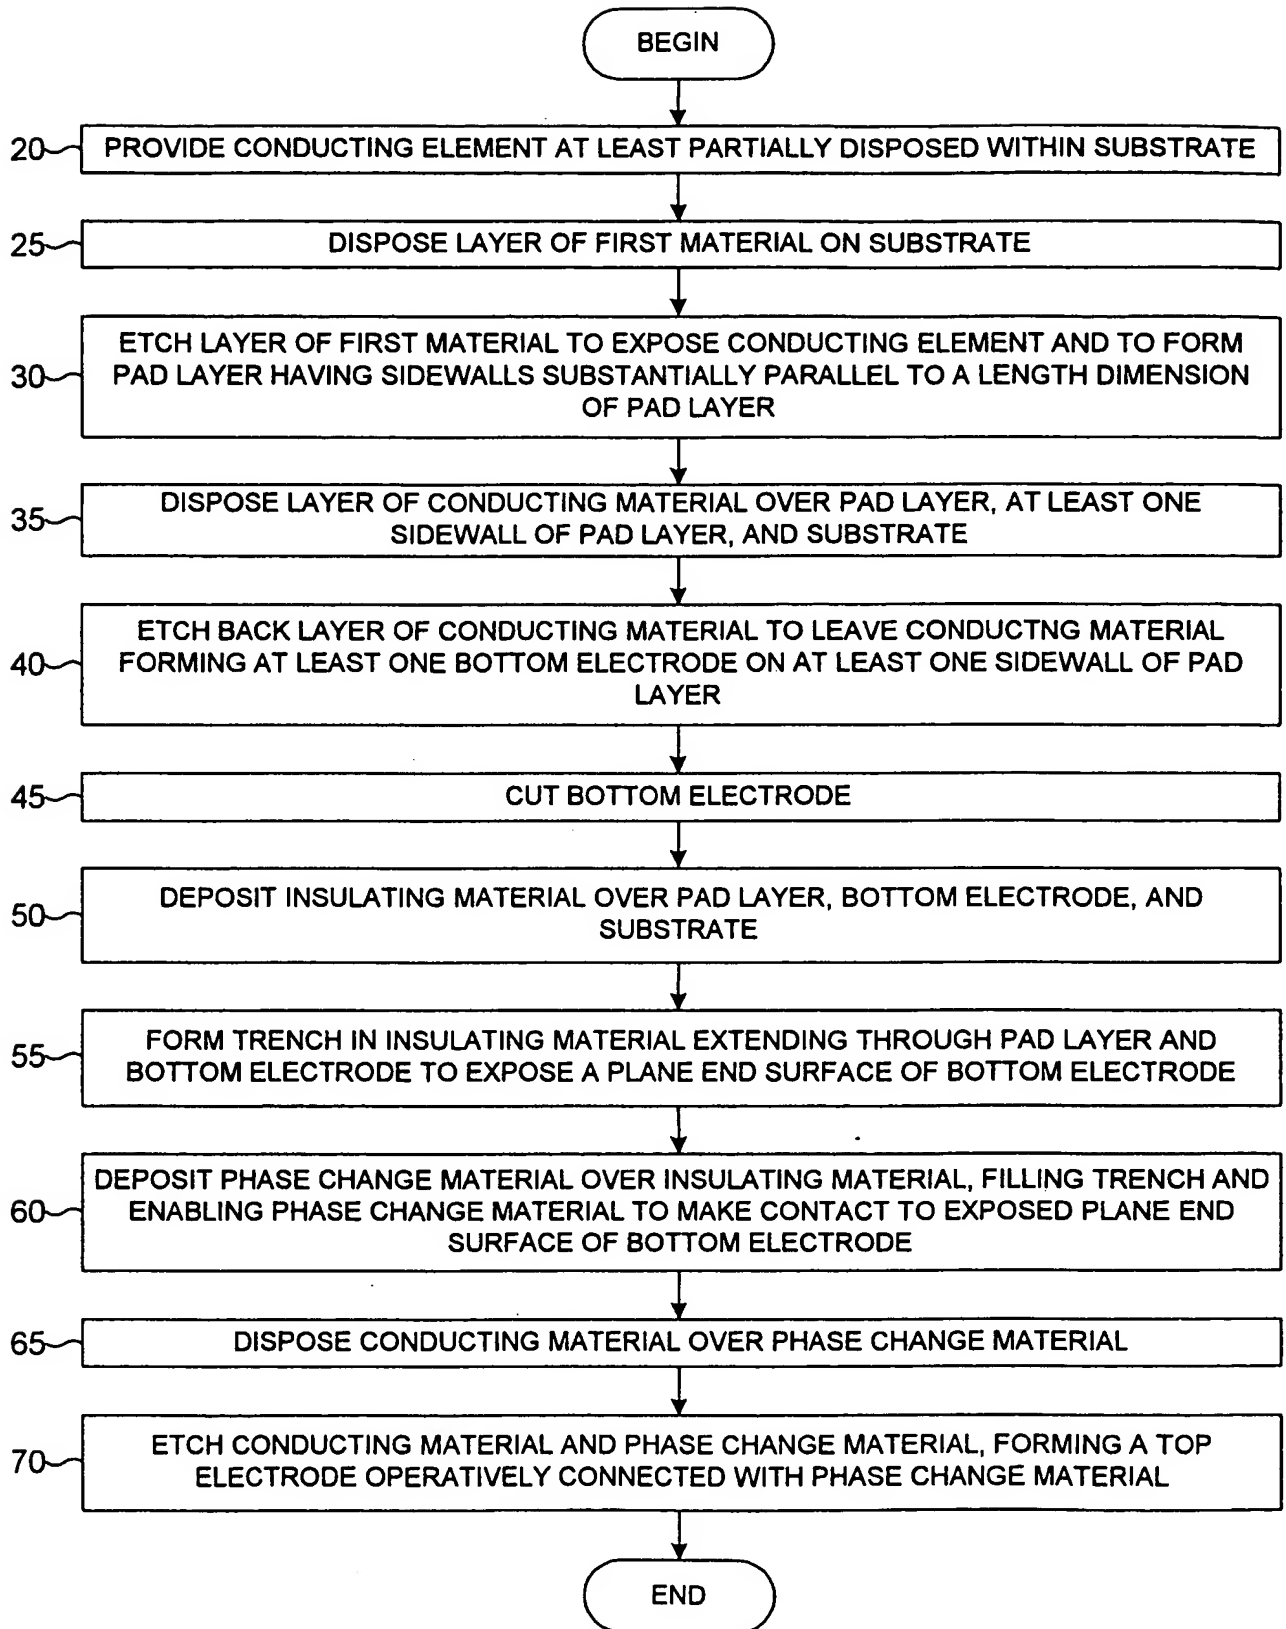 BEGIN
20 PROVIDE CONDUCTING ELEMENT AT LEAST PARTIALLY DISPOSED WITHIN SUBSTRATE
25 DISPOSE LAYER OF FIRST MATERIAL ON SUBSTRATE
ETCH LAYER OF FIRST MATERIAL TO EXPOSE CONDUCTING ELEMENT AND TO FORM
30 PAD LAYER HAVING SIDEWALLS SUBSTANTIALLY PARALLEL TO A LENGTH DIMENSION
OF PAD LAYER
35 DISPOSE LAYER OF CONDUCTING MATERIAL OVER PAD LAYER, AT LEAST ONE
SIDEWALL OF PAD LAYER, AND SUBSTRATE
ETCH BACK LAYER OF CONDUCTING MATERIAL TO LEAVE CONDUCTNG MATERIAL
40 FORMING AT LEAST ONE BOTTOM ELECTRODE ON AT LEAST ONE SIDEWALL OF PAD
LAYER
45 CUT BOTTOM ELECTRODE
50 DEPOSIT INSULATING MATERIAL OVER PAD LAYER, BOTTOM ELECTRODE, AND
SUBSTRATE
55 FORM TRENCH IN INSULATING MATERIAL EXTENDING THROUGH PAD LAYER AND
BOTTOM ELECTRODE TO EXPOSE A PLANE END SURFACE OF BOTTOM ELECTRODE
DEPOSIT PHASE CHANGE MATERIAL OVER INSULATING MATERIAL, FILLING TRENCH AND
60 ENABLING PHASE CHANGE MATERIAL TO MAKE CONTACT TO EXPOSED PLANE END
SURFACE OF BOTTOM ELECTRODE
65 DISPOSE CONDUCTING MATERIAL OVER PHASE CHANGE MATERIAL
70 ETCH CONDUCTING MATERIAL AND PHASE CHANGE MATERIAL, FORMING A TOP
ELECTRODE OPERATIVELY CONNECTED WITH PHASE CHANGE MATERIAL
END